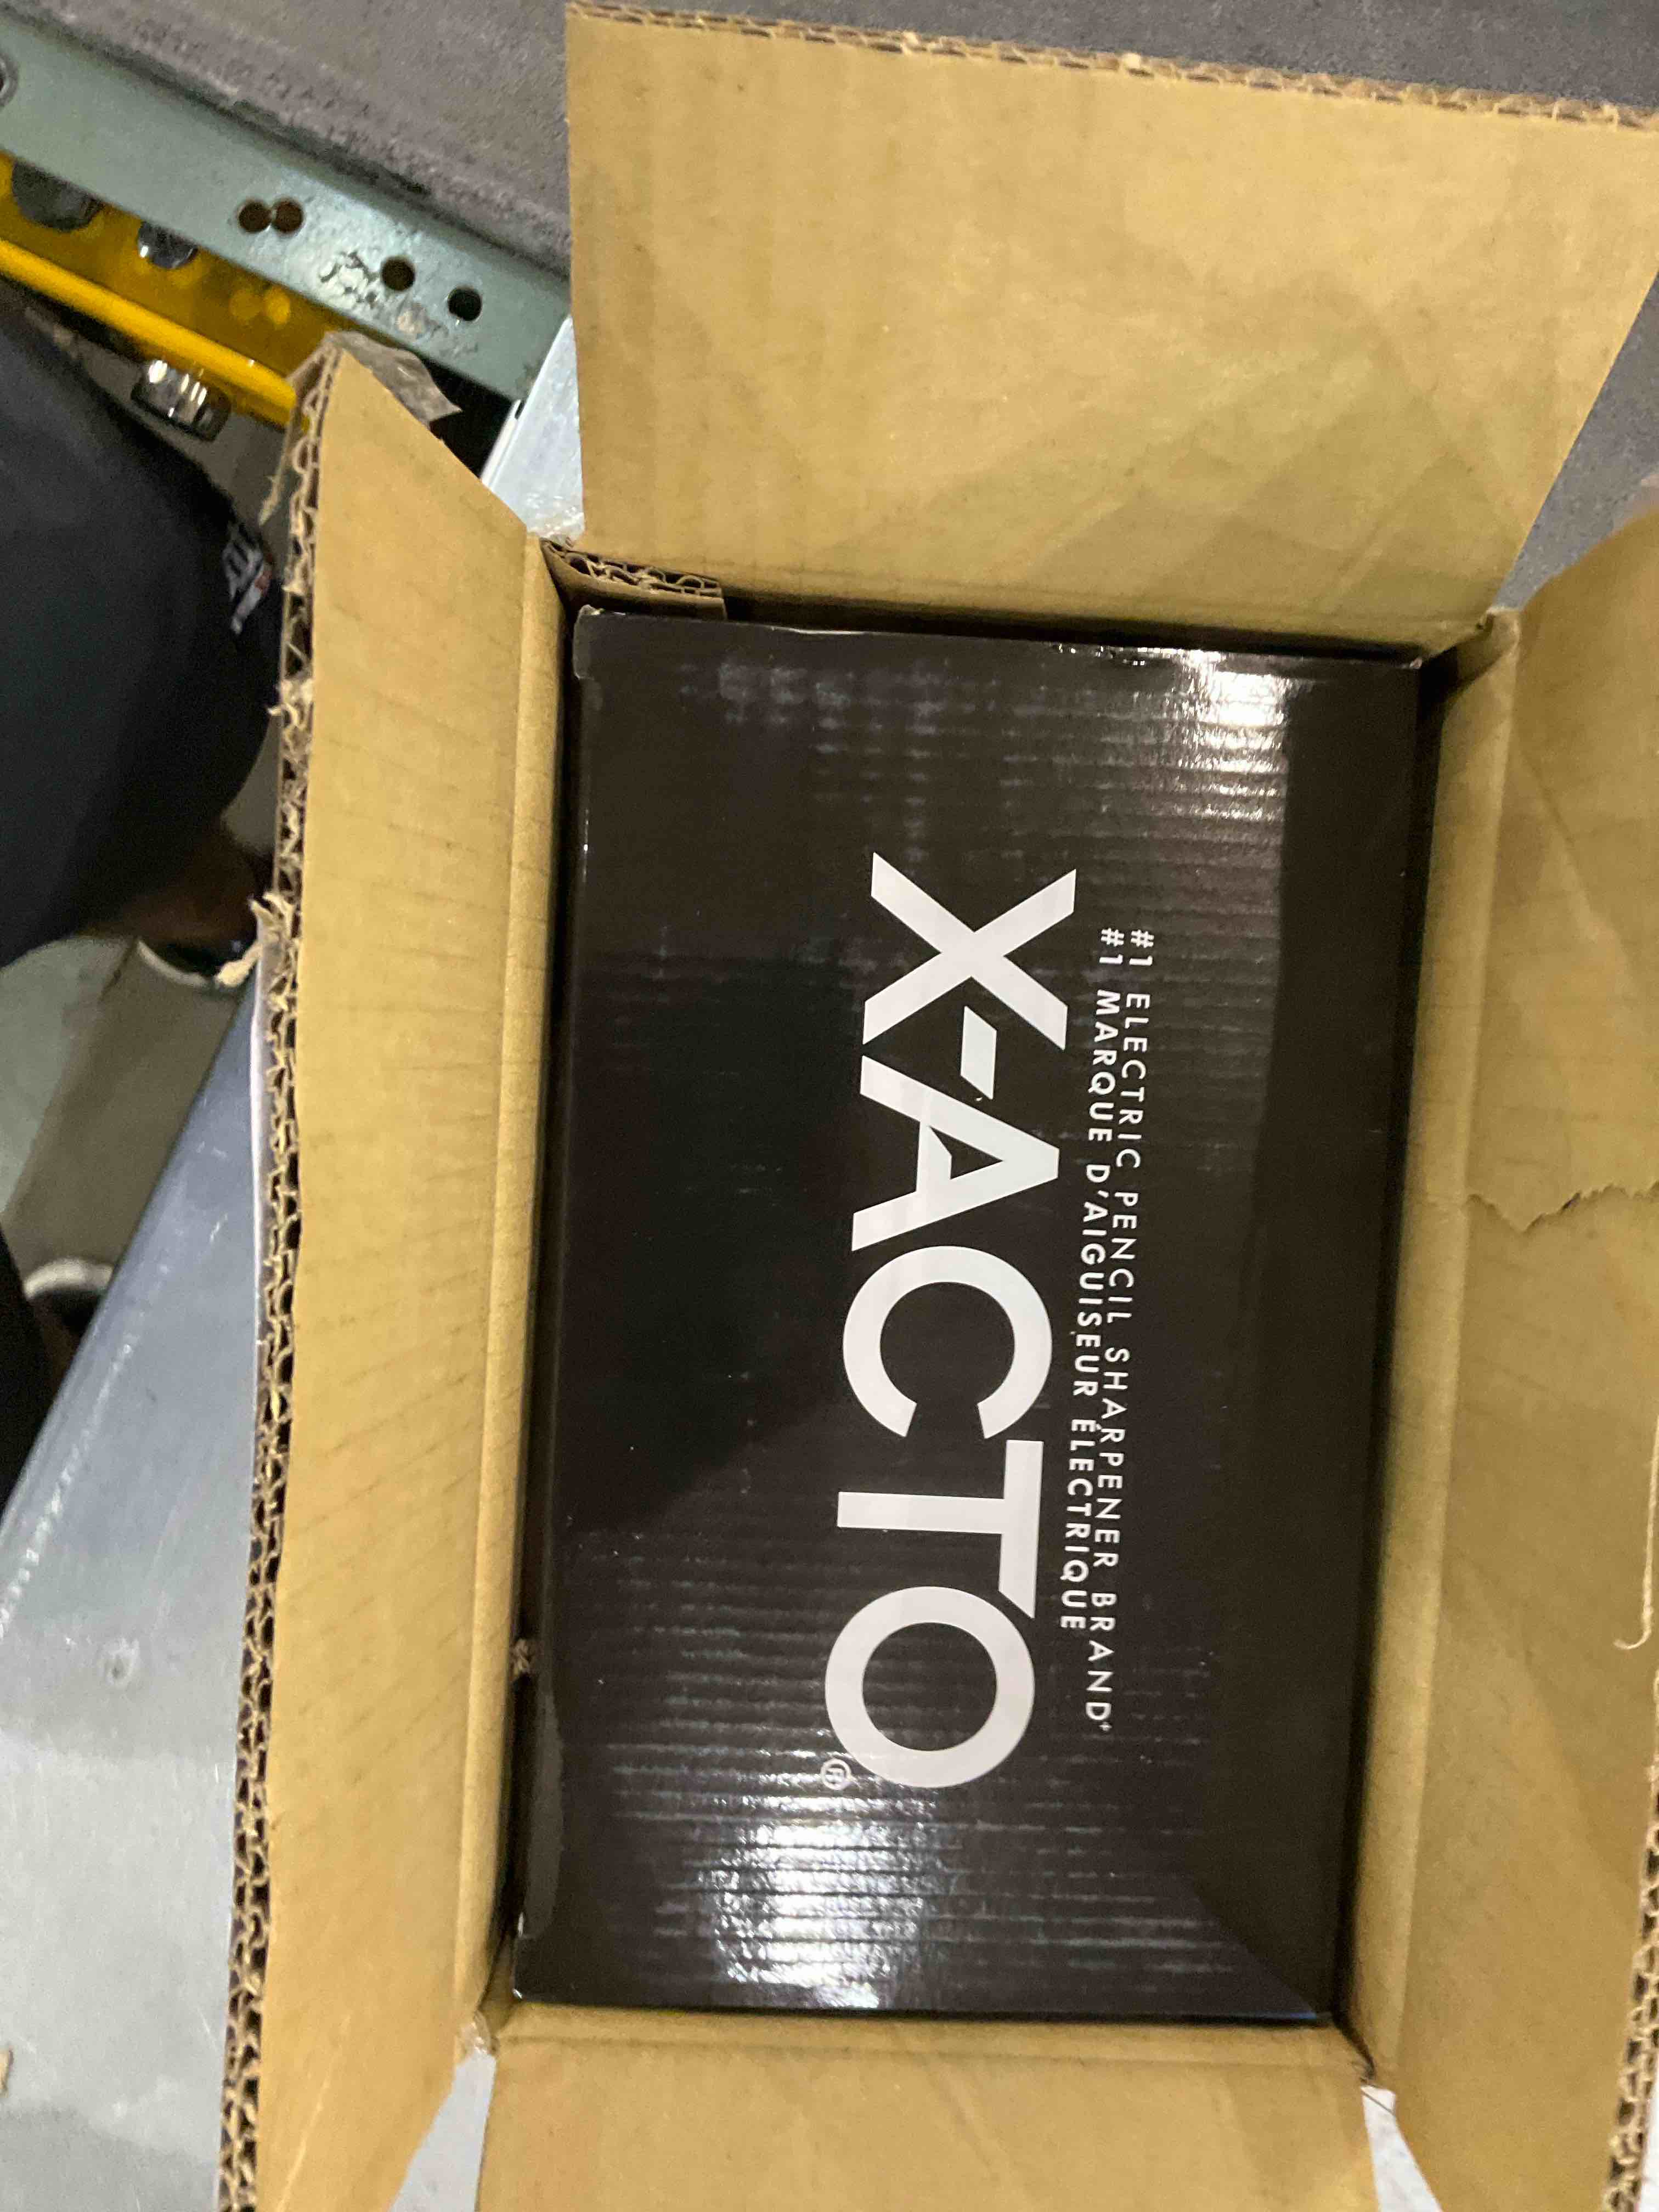 #1 ELECTRIC PENCIL SHARPENER BRAND+
#1 MARQUE D'AIGUISEUR ÉLECTRIQUE
X-ACTO®